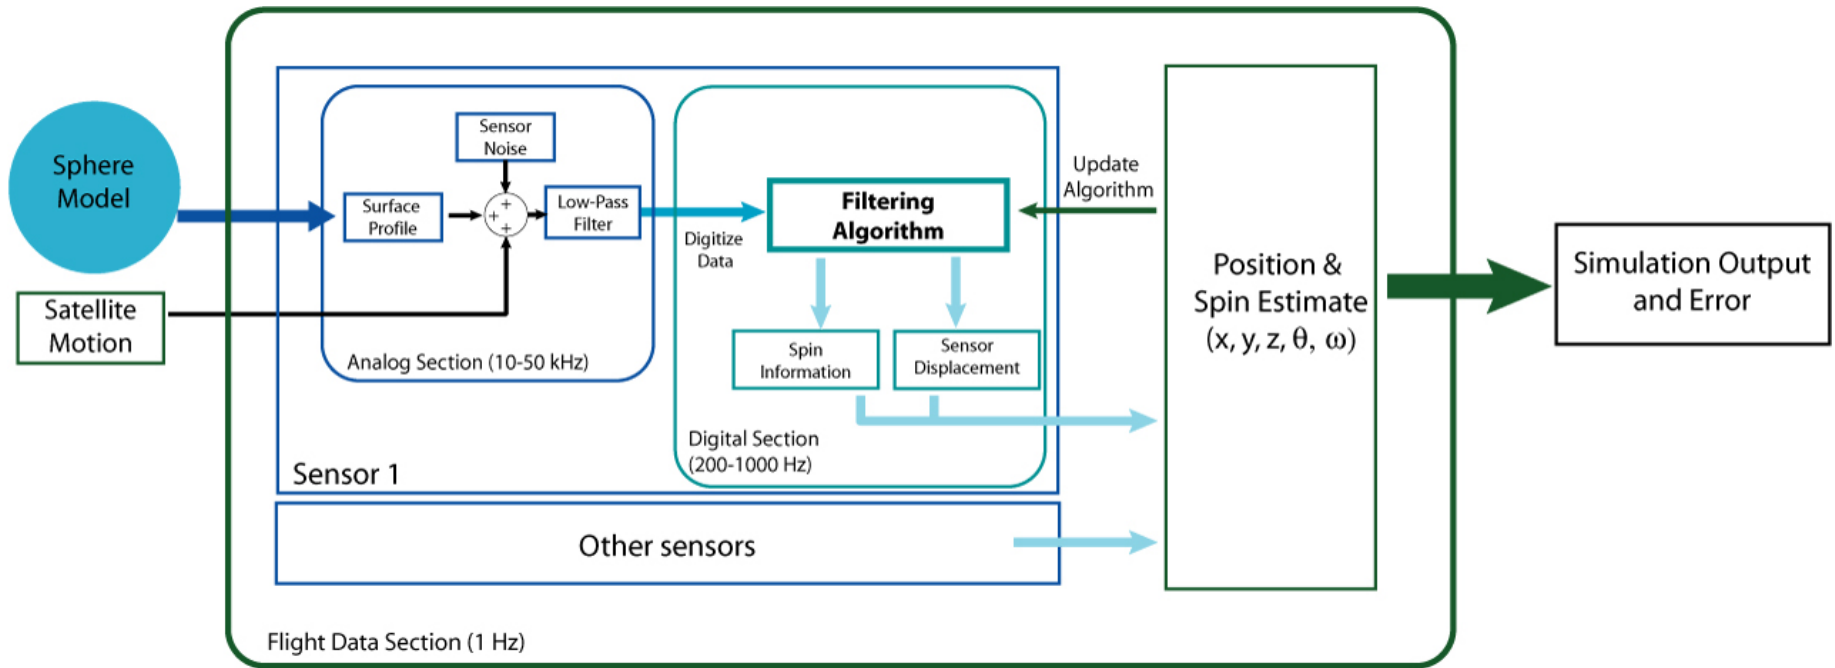 Sphere
Model
Satellite
Motion
Sensor
Noise
Surface
Profile
+
+
+
Low-Pass
Filter
Analog Section (10-50 kHz)
Digitize
Data
Filtering
Algorithm
Spin
Information
Sensor
Displacement
Digital Section
(200-1000 Hz)
Sensor 1
Other sensors
Update
Algorithm
Position &
Spin Estimate
(x, y, z, θ, ω)
Flight Data Section (1 Hz)
Simulation Output
and Error